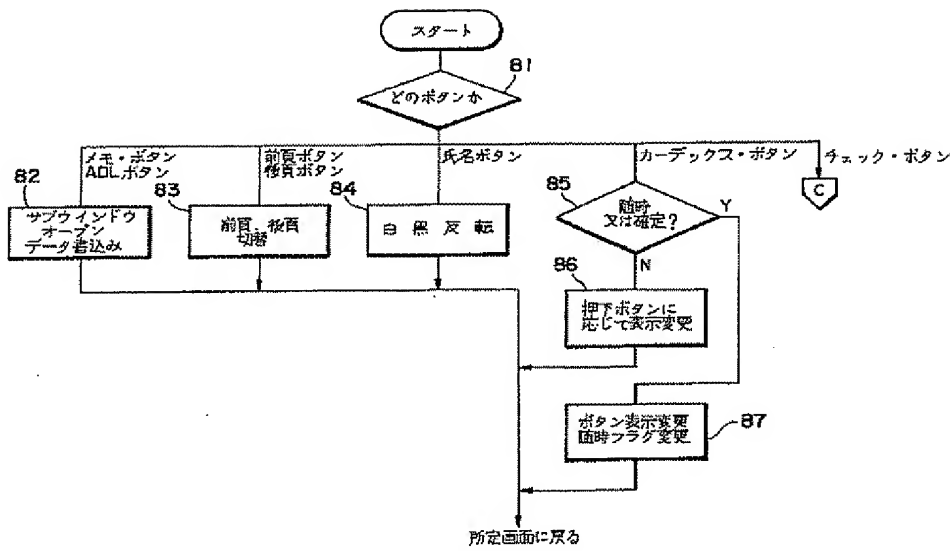 スタート
81
どのボタンか
メモ・ボタン
ADLボタン
前頁ボタン
後頁ボタン
氏名ボタン
カーデックス・ボタン
チェック・ボタン
82
サブウインドウ
オープン
データ書込み
83
前頁、後頁
切替
84
白黒反転
85
随時
又は確定?
Y
N
C
86
押下ボタンに
応じて表示変更
ボタン表示変更
随時フラグ変更
87
所定画面に戻る